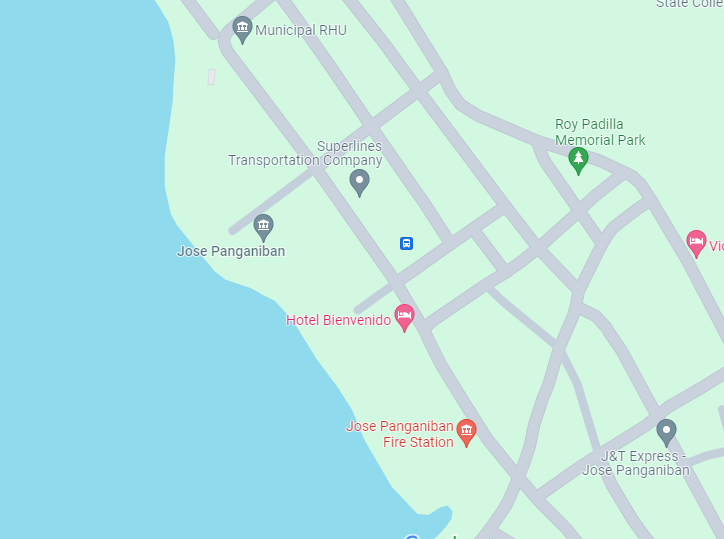 State Colle
Municipal RHU
Roy Padilla
Memorial Park
Superlines
Transportation Company
Jose Panganiban
Vic
Hotel Bienvenido
Jose Panganiban
Fire Station
J&T Express -
Jose Panganiban